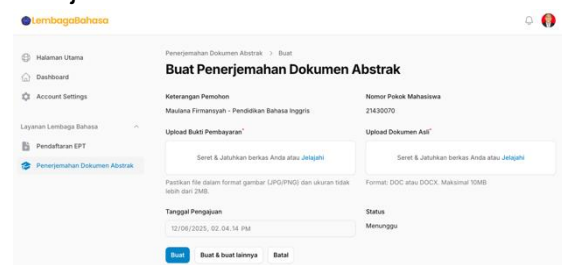 LembagaBahasa
Halaman Utama
Dashboard
Account Settings
Layanan Lembaga Bahasa
Pendaftaran EPT
Penerjemahan Dokumen Abstrak
Penerjemahan Dokumen Abstrak > Buat
Buat Penerjemahan Dokumen Abstrak
Keterangan Pemohon
Maulana Firmansyah - Pendidikan Bahasa Inggris
Nomor Pokok Mahasiswa
21430070
Upload Bukti Pembayaran*
Seret & Jatuhkan berkas Anda atau Jelajahi
Pastikan file dalam format gambar (JPG/PNG) dan ukuran tidak
lebih dari 2MB.
Upload Dokumen Asli*
Seret & Jatuhkan berkas Anda atau Jelajahi
Format: DOC atau DOCX. Maksimal 10MB
Tanggal Pengajuan
12/06/2025, 02.04.14 PM
Status
Menunggu
Buat
Buat & buat lainnya
Batal